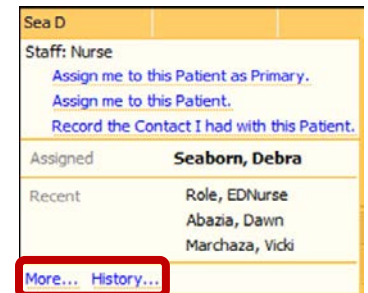 Sea D
Staff: Nurse
Assign me to this Patient as Primary.
Assign me to this Patient.
Record the Contact I had with this Patient.
Assigned Seaborn, Debra
Recent Role, EDNurse
Abazia, Dawn
Marchaza, Vicki
More... History...